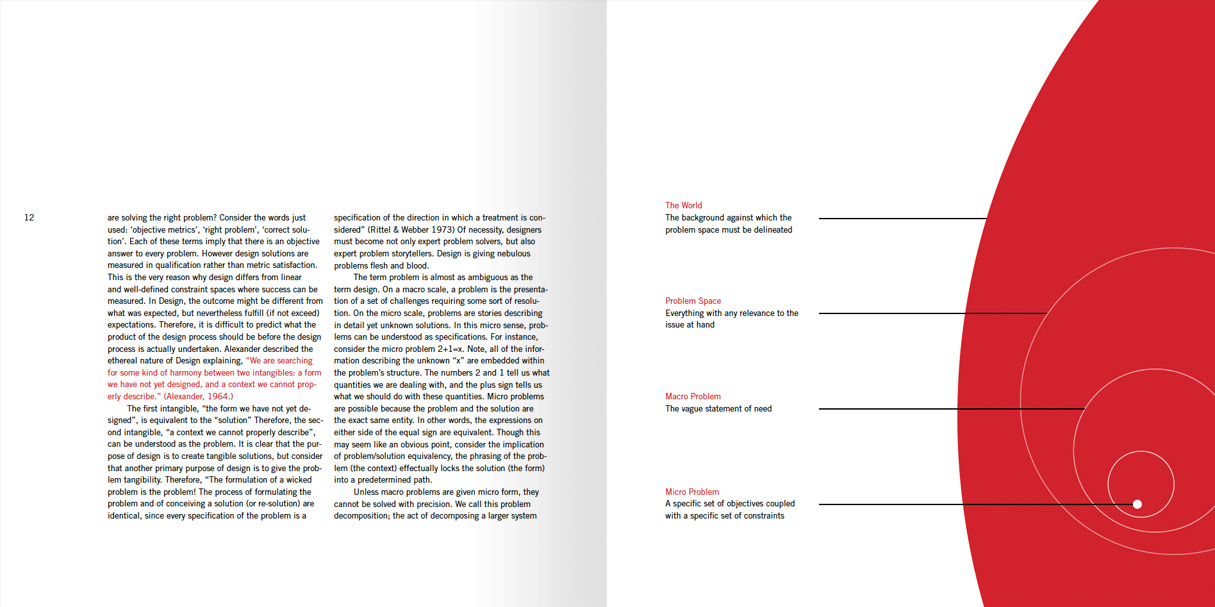 12
are solving the right problem? Consider the words just
used: ‘objective metrics’, ‘right problem’, ‘correct solu-
tion’. Each of these terms imply that there is an objective
answer to every problem. However design solutions are
measured in qualification rather than metric satisfaction.
This is the very reason why design differs from linear
and well-defined constraint spaces where success can be
measured. In Design, the outcome might be different from
what was expected, but nevertheless fulfill (if not exceed)
expectations. Therefore, it is difficult to predict what the
product of the design process should be before the design
process is actually undertaken. Alexander described the
ethereal nature of Design explaining, “We are searching
for some kind of harmony between two intangibles: a form
we have not yet designed, and a context we cannot prop-
erly describe.” (Alexander, 1964.)
The first intangible, “the form we have not yet de-
signed”, is equivalent to the “solution” Therefore, the sec-
ond intangible, “a context we cannot properly describe”,
can be understood as the problem. It is clear that the pur-
pose of design is to create tangible solutions, but consider
that another primary purpose of design is to give the prob-
lem tangibility. Therefore, “The formulation of a wicked
problem is the problem! The process of formulating the
problem and of conceiving a solution (or re-solution) are
identical, since every specification of the problem is a
specification of the direction in which a treatment is con-
sidered” (Rittel & Webber 1973) Of necessity, designers
must become not only expert problem solvers, but also
expert problem storytellers. Design is giving nebulous
problems flesh and blood.
The term problem is almost as ambiguous as the
term design. On a macro scale, a problem is the presenta-
tion of a set of challenges requiring some sort of resolu-
tion. On the micro scale, problems are stories describing
in detail yet unknown solutions. In this micro sense, prob-
lems can be understood as specifications. For instance,
consider the micro problem 2+1=x. Note, all of the infor-
mation describing the unknown “x” are embedded within
the problem’s structure. The numbers 2 and 1 tell us what
quantities we are dealing with, and the plus sign tells us
what we should do with these quantities. Micro problems
are possible because the problem and the solution are
the exact same entity. In other words, the expressions on
either side of the equal sign are equivalent. Though this
may seem like an obvious point, consider the implication
of problem/solution equivalency, the phrasing of the prob-
lem (the context) effectually locks the solution (the form)
into a predetermined path.
Unless macro problems are given micro form, they
cannot be solved with precision. We call this problem
decomposition; the act of decomposing a larger system
The World
The background against which the
problem space must be delineated
Problem Space
Everything with any relevance to the
issue at hand
Macro Problem
The vague statement of need
Micro Problem
A specific set of objectives coupled
with a specific set of constraints